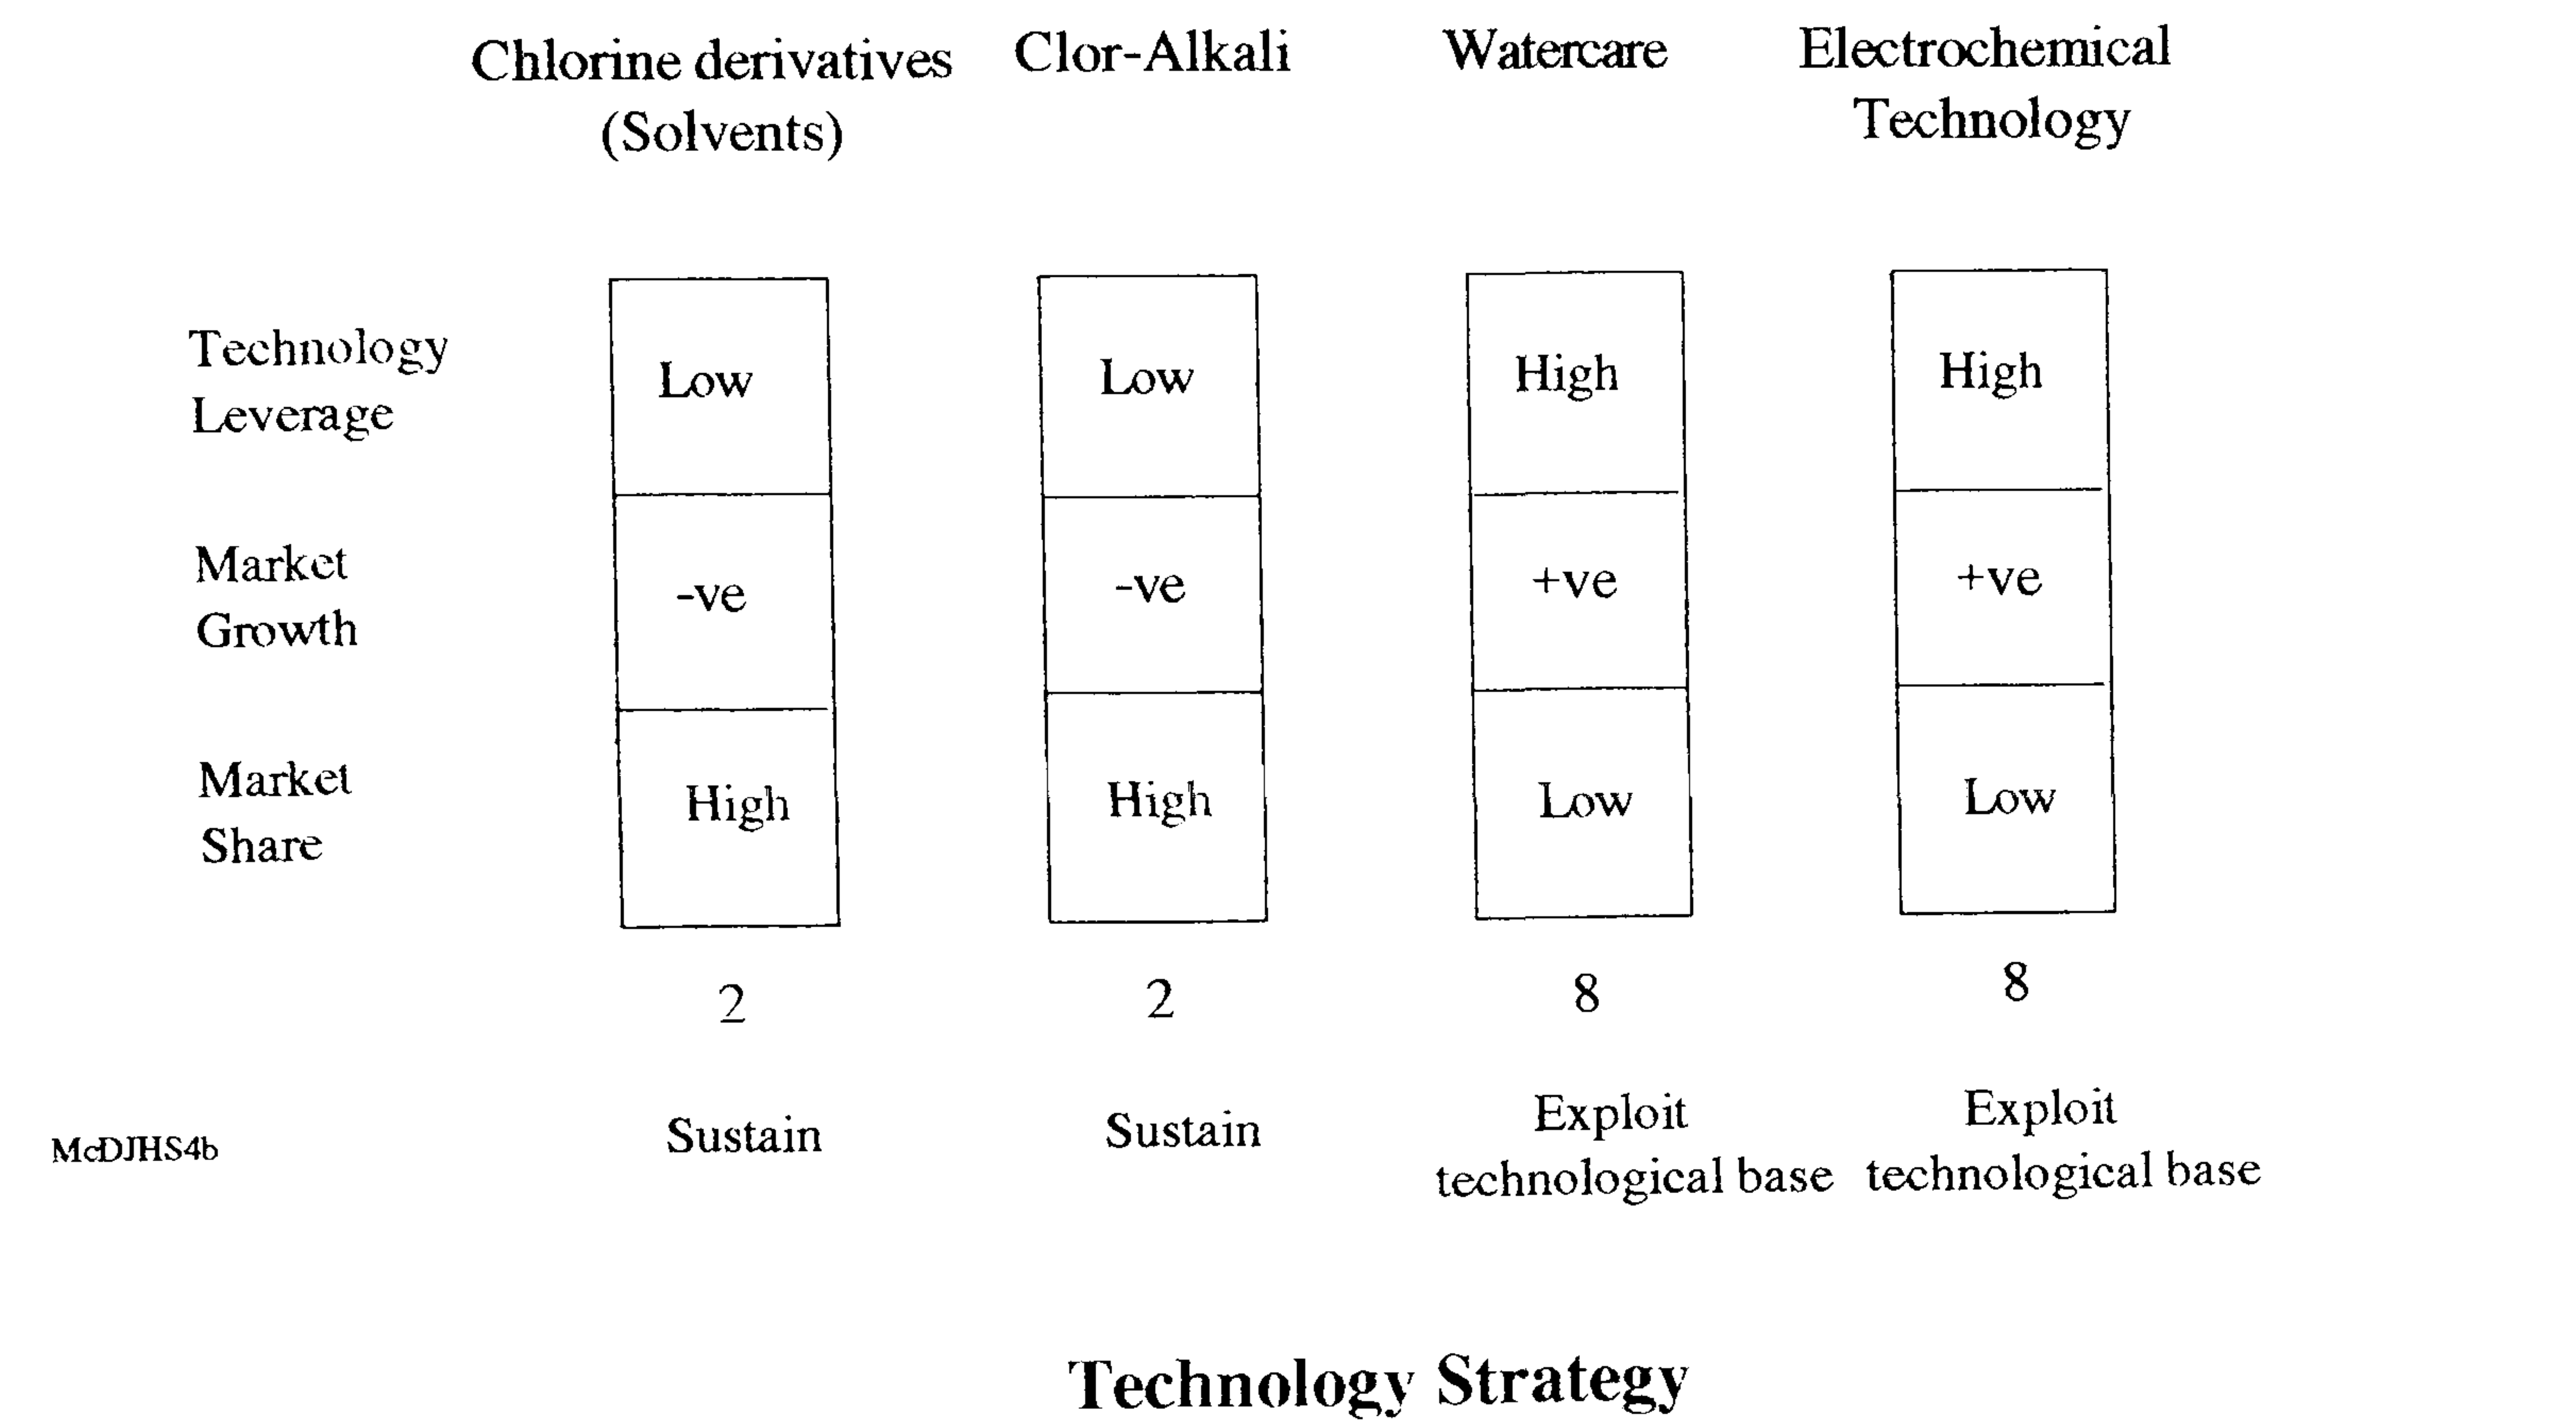 Chlorine derivatives
(Solvents)
Clor-Alkali
Watercare
Electrochemical
Technology
Technology
Leverage
Low
Low
High
High
Market
Growth
-ve
-ve
+ve
+ve
Market
Share
High
High
Low
Low
2
2
8
8
McDJHS4b
Sustain
Sustain
Exploit
technological base
Exploit
technological base
Technology Strategy